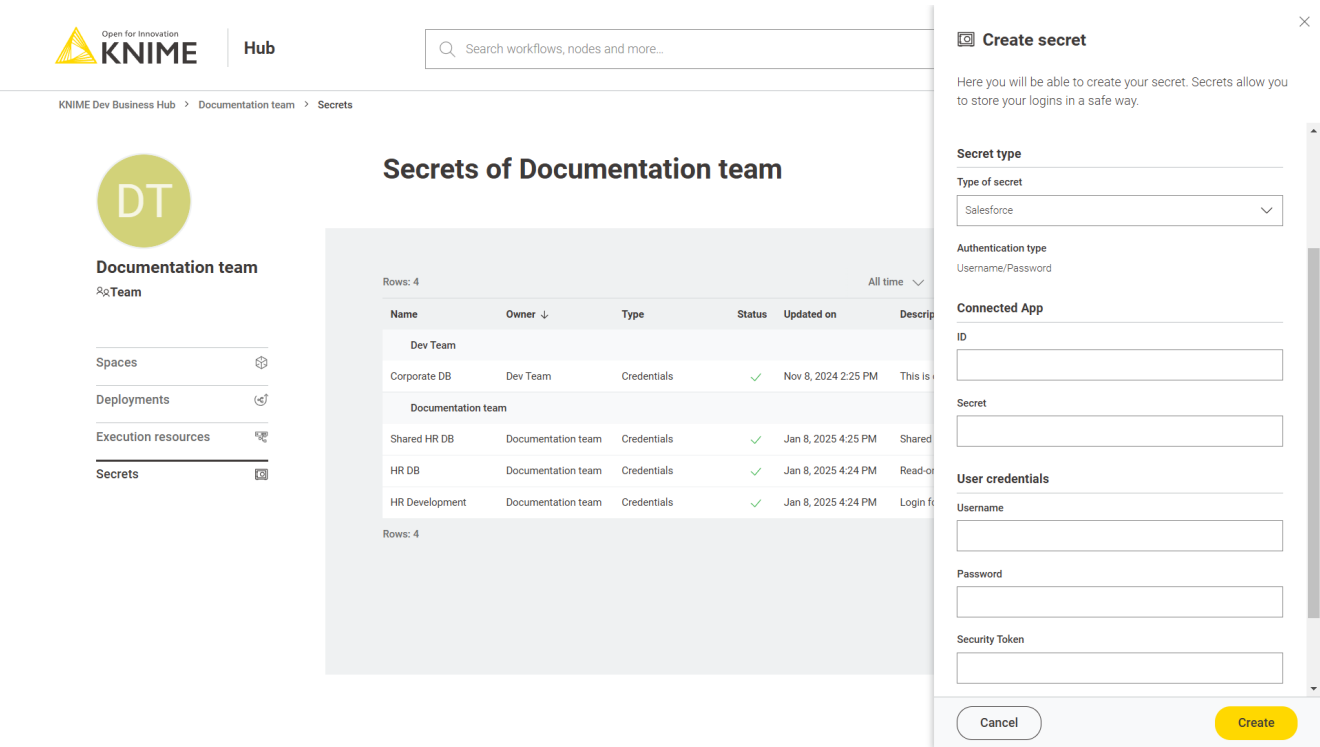 Open for Innovation
KNIME
Hub
Search workflows, nodes and more...
KNIME Dev Business Hub > Documentation team > Secrets
DT
Documentation team
Team
Spaces
Deployments
Execution resources
Secrets
Secrets of Documentation team
Rows: 4
All time
Name Owner Type Status Updated on Descrip
Dev Team
Corporate DB Dev Team Credentials Nov 8, 2024 2:25 PM This is
Documentation team
Shared HR DB Documentation team Credentials Jan 8, 2025 4:25 PM Shared
HR DB Documentation team Credentials Jan 8, 2025 4:24 PM Read-o
HR Development Documentation team Credentials Jan 8, 2025 4:24 PM Login fo
Rows: 4
Create secret
Here you will be able to create your secret. Secrets allow you
to store your logins in a safe way.
Secret type
Type of secret
Salesforce
Authentication type
Username/Password
Connected App
ID
Secret
User credentials
Username
Password
Security Token
Cancel
Create